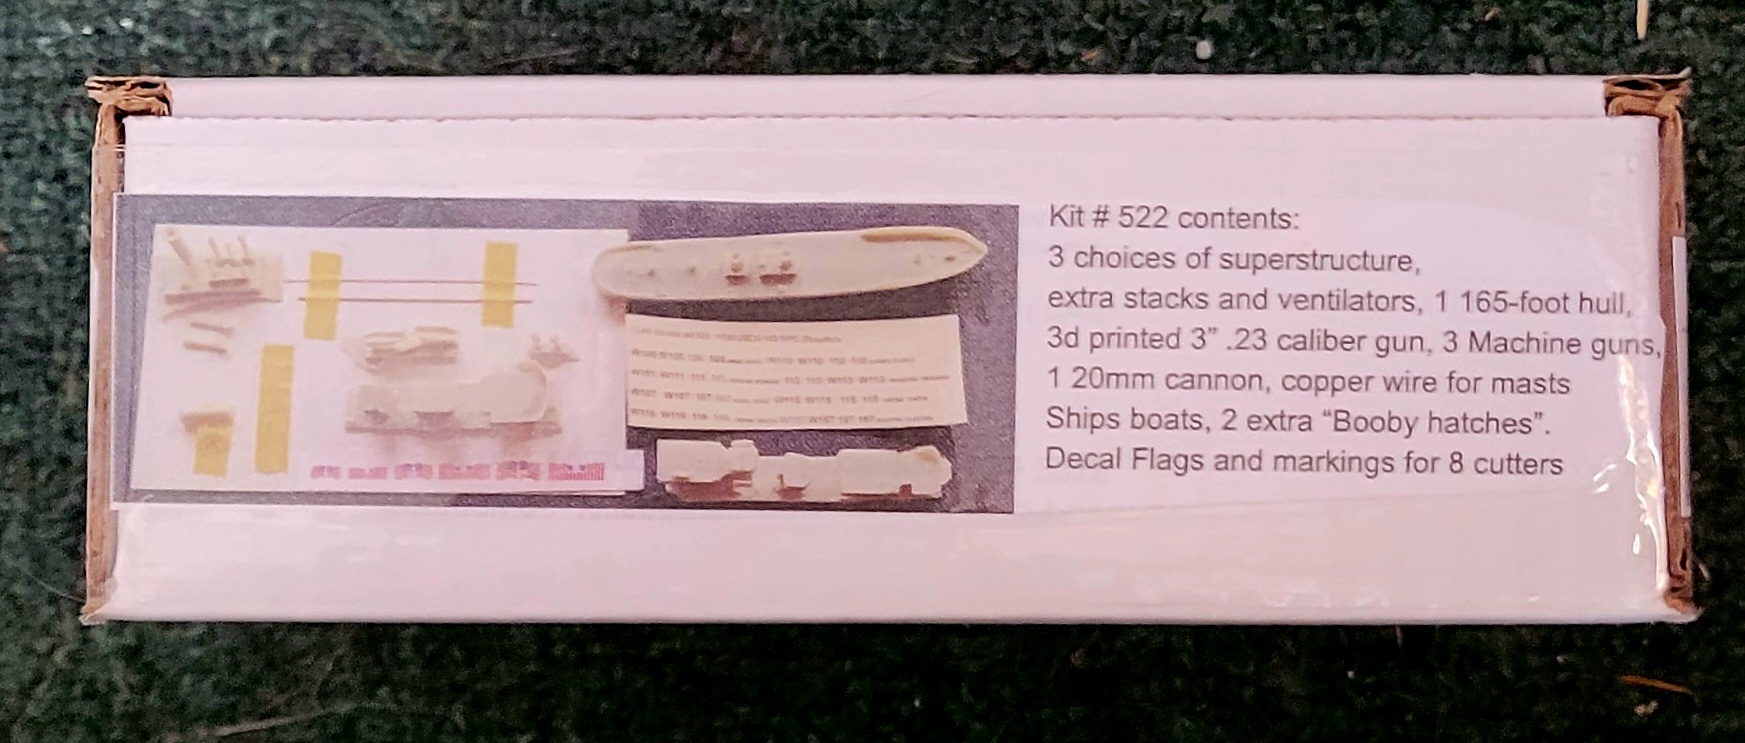 Kit # 522 contents:
3 choices of superstructure,
extra stacks and ventilators, 1 165-foot hull,
3d printed 3” .23 caliber gun, 3 Machine guns,
1 20mm cannon, copper wire for masts
Ships boats, 2 extra “Booby hatches”.
Decal Flags and markings for 8 cutters